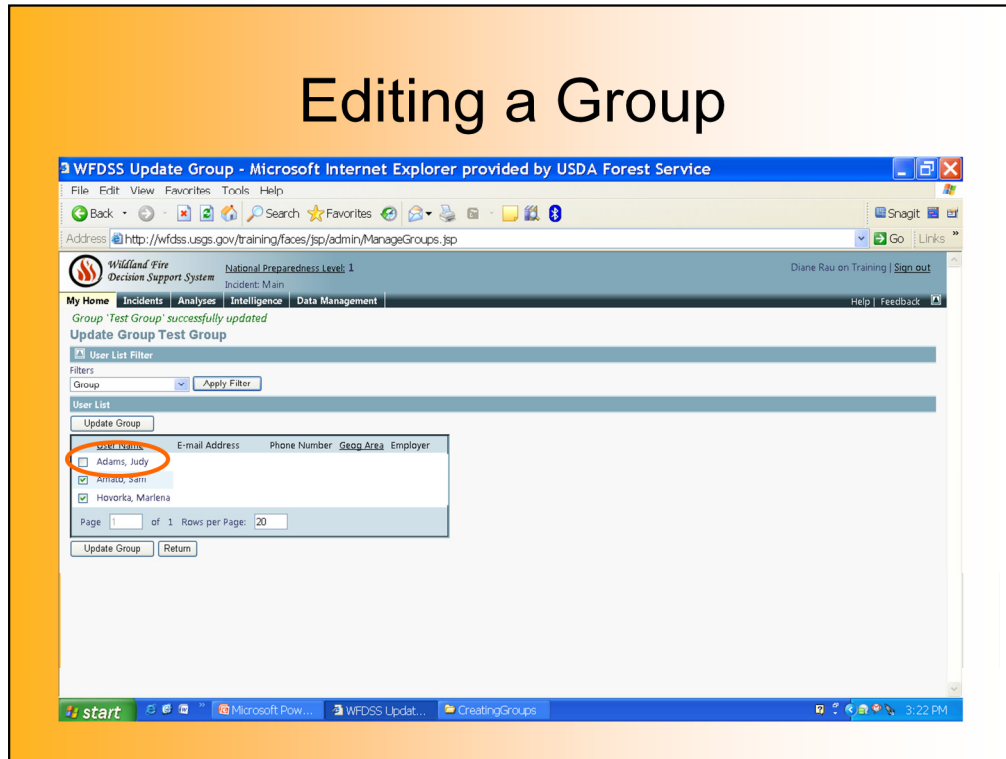 Editing a Group
WFDSS Update Group - Microsoft Internet Explorer provided by USDA Forest Service
File Edit View Favorites Tools Help
Back Search Favorites Snagit
Address http://wfdss.usgs.gov/training/faces/jsp/admin/ManageGroups.jsp Go Links »
Wildland Fire
Decision Support System National Preparedness Level: 1 Diane Rau on Training | Sign out
Incident: Main
My Home Incidents Analyses Intelligence Data Management Help | Feedback
Group 'Test Group' successfully updated
Update Group Test Group
User List Filter
Filters
Group Apply Filter
User List
Update Group
User Name E-mail Address Phone Number Geog Area Employer
Adams, Judy
Amato, Sam
Hovorka, Marlena
Page 1 of 1 Rows per Page: 20
Update Group Return
start » Microsoft Pow... WFDSS Updat... CreatingGroups 3:22 PM